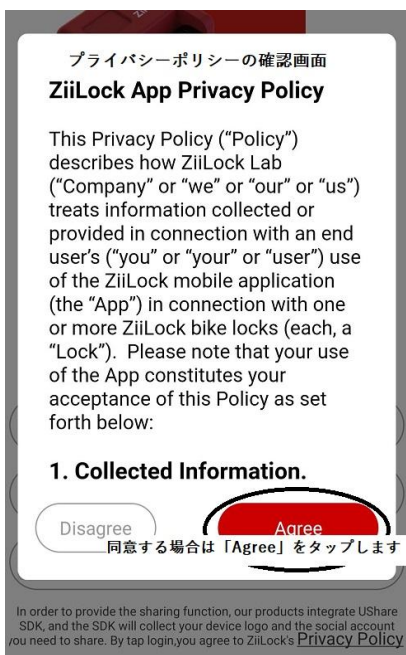 プライバシーポリシーの確認画面
ZiiLock App Privacy Policy
This Privacy Policy (“Policy”)
describes how ZiiLock Lab
(“Company” or “we” or “our” or “us”)
treats information collected or
provided in connection with an end
user’s (“you” or “your” or “user”) use
of the ZiiLock mobile application
(the “App”) in connection with one
or more ZiiLock bike locks (each, a
“Lock”).  Please note that your use
of the App constitutes your
acceptance of this Policy as set
forth below:
1. Collected Information.
Disagree
Agree
同意する場合は「Agree」をタップします
In order to provide the sharing function, our products integrate UShare
SDK, and the SDK will collect your device logo and the social account
you need to share. By tap login,you agree to ZiiLock's Privacy Policy